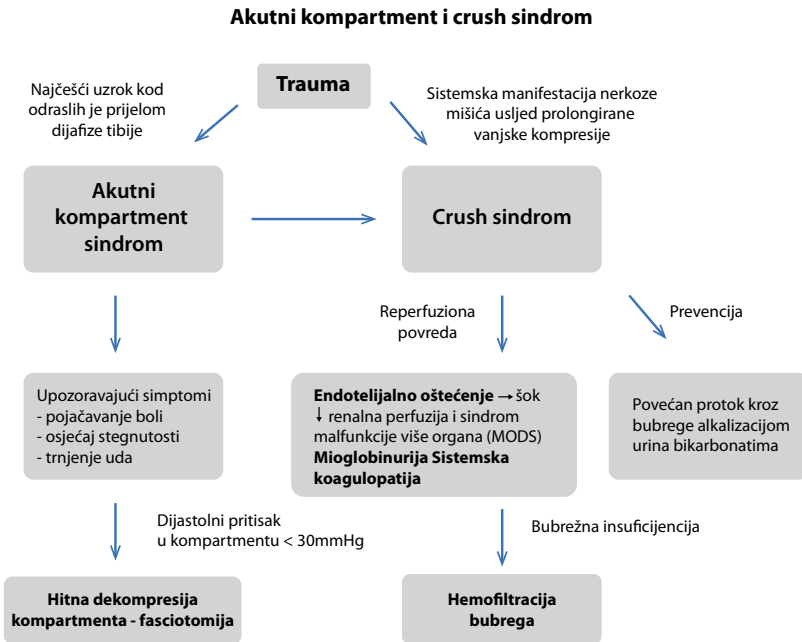 Akutni kompartment i crush sindrom
Trauma
Najčešći uzrok kod
odraslih je prijelom
dijafize tibije
Sistemska manifestacija nerkoze
mišića usljed prolongirane
vanjske kompresije
Akutni
kompartment
sindrom
Crush sindrom
Reperfuziona
povreda
Prevencija
Upozoravajući simptomi
- pojačavanje boli
- osjećaj stegnutosti
- trnjenje uda
Endotelijalno oštećenje → šok
↓ renalna perfuzija i sindrom
malfunkcije više organa (MODS)
Mioglobinurija Sistemska
koagulopatija
Povećan protok kroz
bubrege alkalizacijom
urina bikarbonatima
Dijastolni pritisak
u kompartmentu < 30mmHg
Bubrežna insuficijencija
Hitna dekompresija
kompartmenta - fasciotomija
Hemofiltracija
bubrega